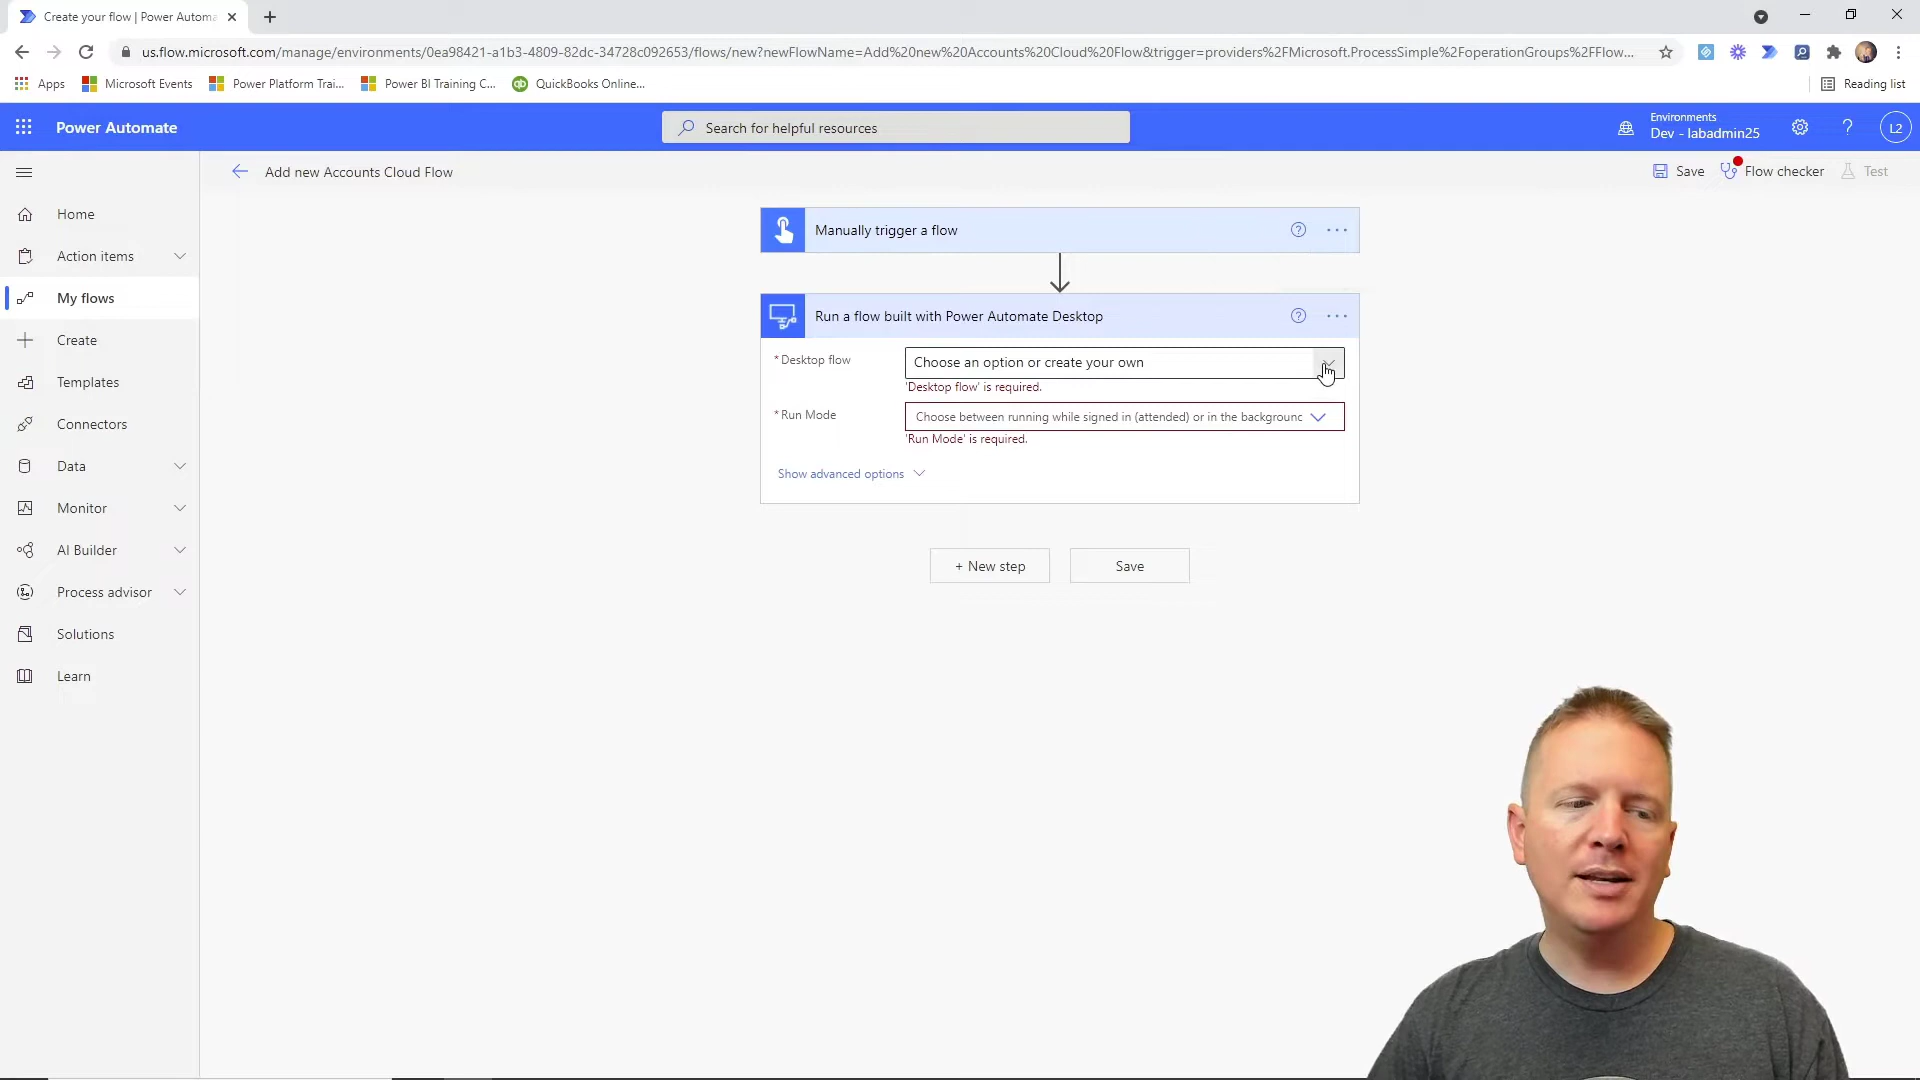 Create your flow | Power Automa
us.flow.microsoft.com/manage/environments/0ea98421-a1b3-4809-82dc-34728c092653/flows/new?newFlowName=Add%20new%20Accounts%20Cloud%20Flow&trigger=providers%2FMicrosoft.ProcessSimple%2FoperationGroups%2FFlow...
Apps
Microsoft Events
Power Platform Trai...
Power BI Training C...
QuickBooks Online...
Reading list
Power Automate
Search for helpful resources
Environments
Dev - labadmin25
?
L2
Add new Accounts Cloud Flow
Save
Flow checker
Test
Home
Action items
My flows
Create
Templates
Connectors
Data
Monitor
AI Builder
Process advisor
Solutions
Learn
Manually trigger a flow
?
Run a flow built with Power Automate Desktop
?
* Desktop flow
Choose an option or create your own
'Desktop flow' is required.
* Run Mode
Choose between running while signed in (attended) or in the background
'Run Mode' is required.
Show advanced options
+ New step
Save